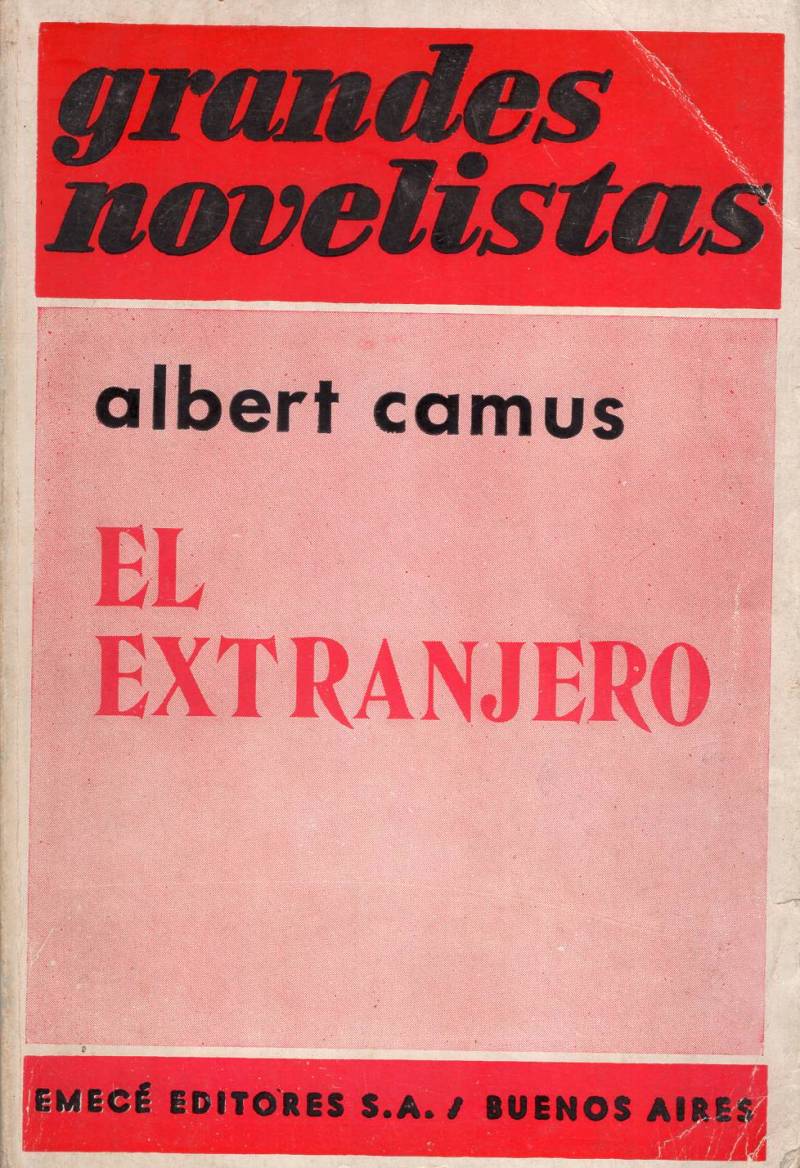 grandes
novelistas
albert camus
EL
EXTRANJERO
EMECÉ EDITORES S.A. / BUENOS AIRES